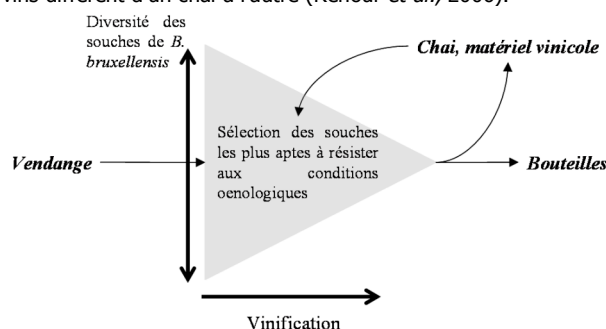 vins diffèrent d'un chai à l'autre (Renouf et al., 2006).
Diversité des
souches de B.
bruxellensis
Chai, matériel vinicole
Sélection des souches
les plus aptes à résister
aux conditions
oenologiques
Vendange
Bouteilles
Vinification